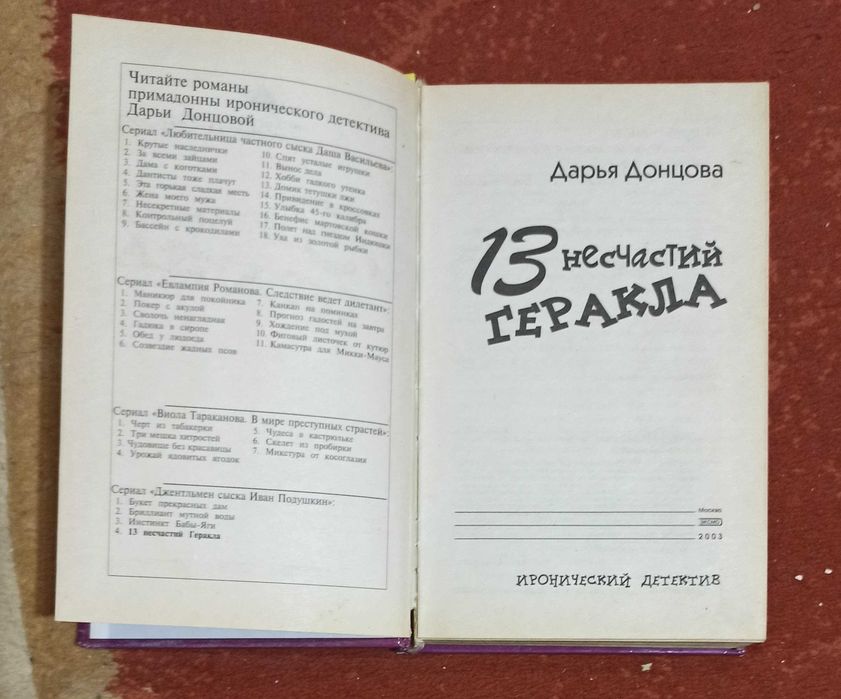 Читайте романы
примадонны иронического детектива
Дарьи Донцовой
Сериал «Любительница частного сыска Даша Васильева»:
1. Крутые наследнички
2. За всеми зайцами
3. Дама с коготками
4. Дантисты тоже плачут
5. Эта горькая сладкая месть
6. Жена моего мужа
7. Несекретные материалы
8. Контрольный поцелуй
9. Бассейн с крокодилами
10. Спят усталые игрушки
11. Вынос дела
12. Хобби гадкого утенка
13. Домик тетушки лжи
14. Привидение в кроссовках
15. Улыбка 45-го калибра
16. Бенефис мартовской кошки
17. Полет над гнездом Индюшки
18. Уха из золотой рыбки
Сериал «Евлампия Романова. Следствие ведет дилетант»:
1. Маникюр для покойника
2. Покер с акулой
3. Сволочь ненаглядная
4. Гадюка в сиропе
5. Обед у людоеда
6. Созвездие жадных псов
7. Канкан на поминках
8. Прогноз гадостей на завтра
9. Хождение под мухой
10. Фиговый листочек от кутюр
11. Камасутра для Микки-Мауса
Сериал «Виола Тараканова. В мире преступных страстей»:
1. Черт из табакерки
2. Три мешка хитростей
3. Чудовище без красавицы
4. Урожай ядовитых ягодок
5. Чудеса в кастрюльке
6. Скелет из пробирки
7. Микстура от косоглазия
Сериал «Джентльмен сыска Иван Подушкин»:
1. Букет прекрасных дам
2. Бриллиант мутной воды
3. Инстинкт Бабы-Яги
4. 13 несчастий Геракла
Дарья Донцова
13 несчастий
Геракла
Москва
ЭКСМО
2003
ИРОНИЧЕСКИЙ ДЕТЕКТИВ